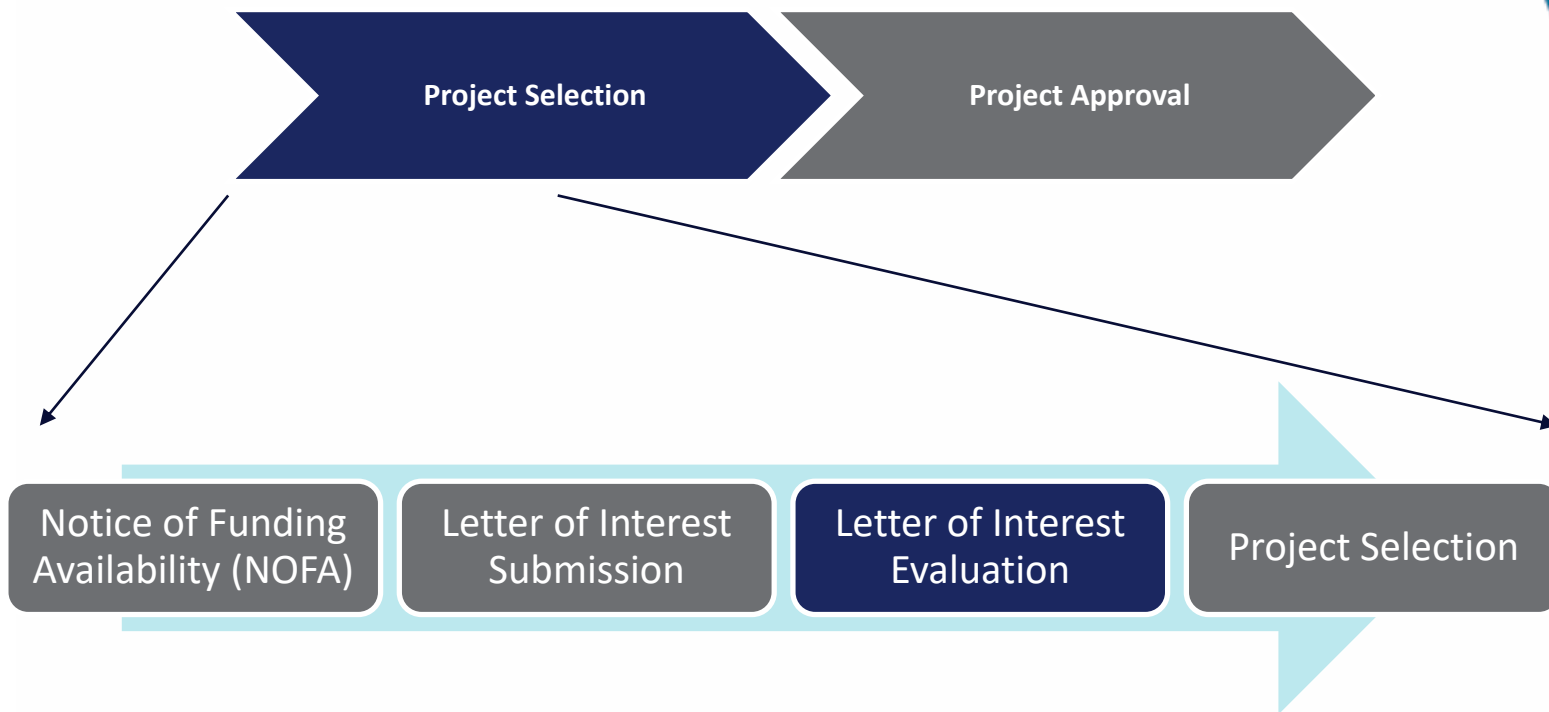 Project Selection
Project Approval
Notice of Funding
Availability (NOFA)
Letter of Interest
Submission
Letter of Interest
Evaluation
Project Selection